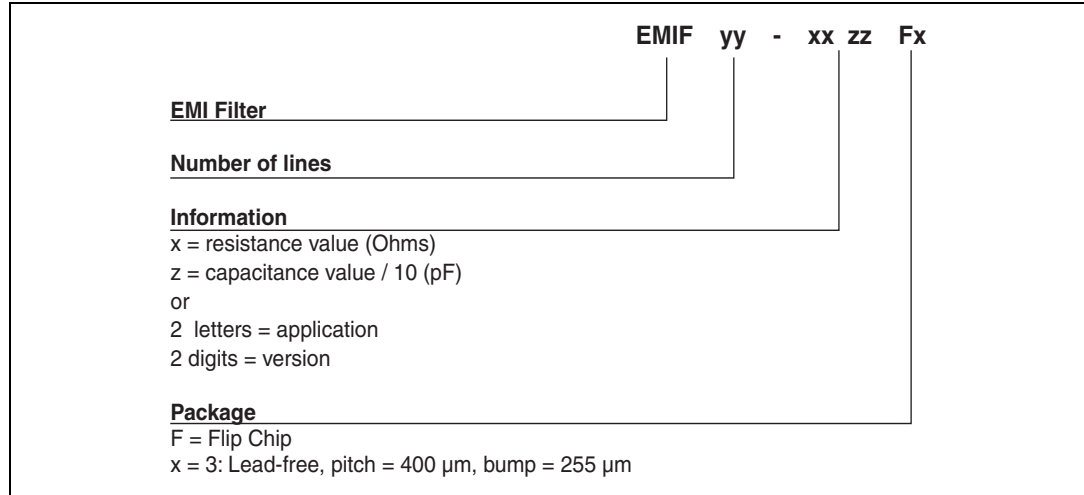 EMIF yy - xx zz Fx
EMI Filter
Number of lines
Information
x = resistance value (Ohms)
z = capacitance value / 10 (pF)
or
2 letters = application
2 digits = version
Package
F = Flip Chip
x = 3: Lead-free, pitch = 400 µm, bump = 255 µm